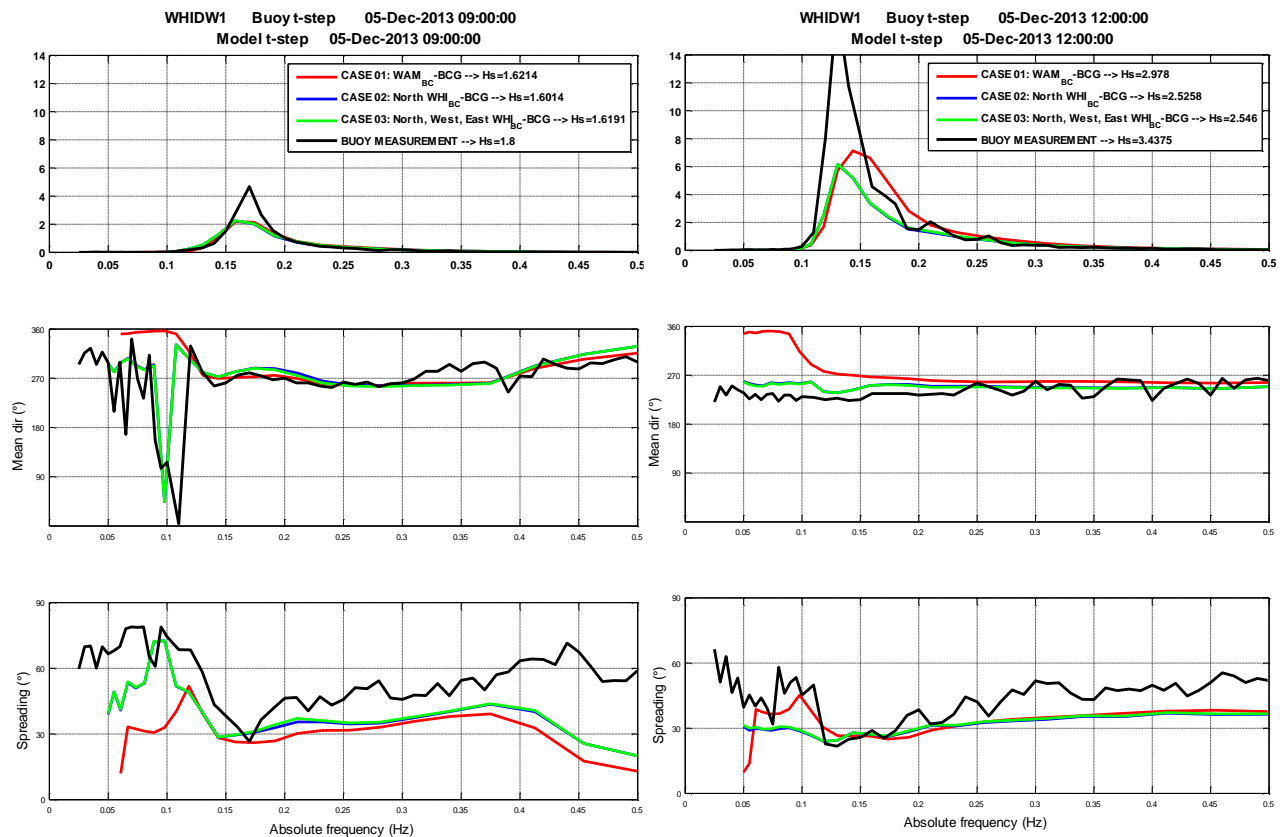 WHIDW1 Buoy t-step 05-Dec-2013 09:00:00
Model t-step 05-Dec-2013 09:00:00
14
12
10
8
6
4
2
0
CASE 01: WAM_BC-BCG --> Hs=1.6214
CASE 02: North WHI_BC-BCG --> Hs=1.6014
CASE 03: North, West, East WHI_BC-BCG --> Hs=1.6191
BUOY MEASUREMENT --> Hs=1.8
0 0.05 0.1 0.15 0.2 0.25 0.3 0.35 0.4 0.45 0.5
WHIDW1 Buoy t-step 05-Dec-2013 12:00:00
Model t-step 05-Dec-2013 12:00:00
14
12
10
8
6
4
2
0
CASE 01: WAM_BC-BCG --> Hs=2.978
CASE 02: North WHI_BC-BCG --> Hs=2.5258
CASE 03: North, West, East WHI_BC-BCG --> Hs=2.546
BUOY MEASUREMENT --> Hs=3.4375
0 0.05 0.1 0.15 0.2 0.25 0.3 0.35 0.4 0.45 0.5
Mean dir (°)
360
270
180
90
0 0.05 0.1 0.15 0.2 0.25 0.3 0.35 0.4 0.45 0.5
Mean dir (°)
360
270
180
90
0 0.05 0.1 0.15 0.2 0.25 0.3 0.35 0.4 0.45 0.5
Spreading (°)
90
60
30
0
0 0.05 0.1 0.15 0.2 0.25 0.3 0.35 0.4 0.45 0.5
Absolute frequency (Hz)
Spreading (°)
90
60
30
0
0 0.05 0.1 0.15 0.2 0.25 0.3 0.35 0.4 0.45 0.5
Absolute frequency (Hz)